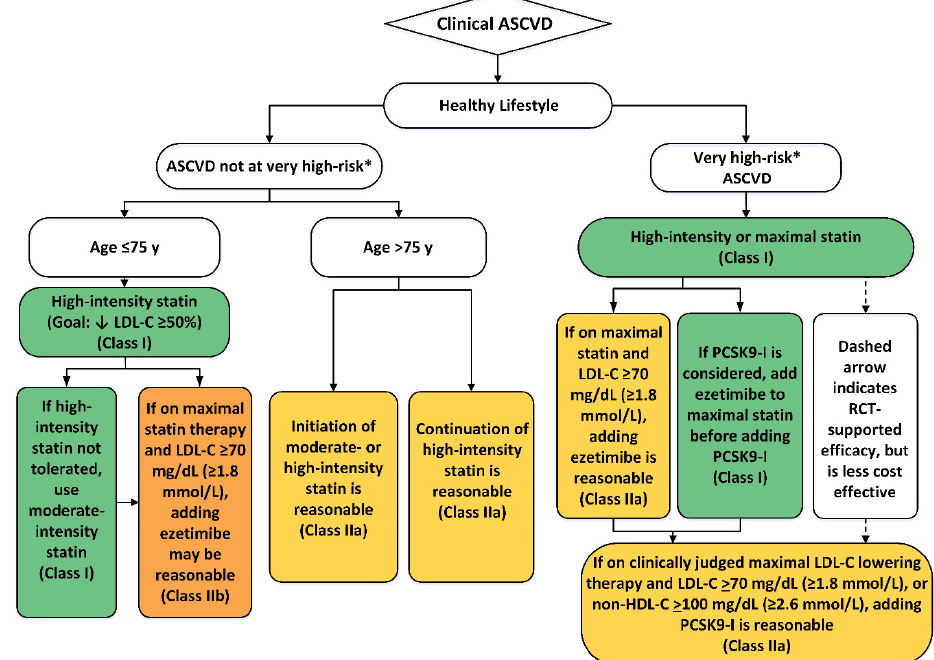 Clinical ASCVD
Healthy Lifestyle
ASCVD not at very high-risk*
Very high-risk*
ASCVD
Age ≤75 y
Age >75 y
High-intensity or maximal statin
(Class I)
High-intensity statin
(Goal: ↓ LDL-C ≥50%)
(Class I)
If high-
intensity
statin not
tolerated,
use
moderate-
intensity
statin
(Class I)
If on maximal
statin therapy
and LDL-C ≥70
mg/dL (≥1.8
mmol/L),
adding
ezetimibe
may be
reasonable
(Class IIb)
Initiation of
moderate- or
high-intensity
statin is
reasonable
(Class IIa)
Continuation of
high-intensity
statin is
reasonable
(Class IIa)
If on maximal
statin and
LDL-C ≥70
mg/dL (≥1.8
mmol/L),
adding
ezetimibe is
reasonable
(Class IIa)
If PCSK9-I is
considered, add
ezetimibe to
maximal statin
before adding
PCSK9-I
(Class I)
Dashed
arrow
indicates
RCT-
supported
efficacy, but
is less cost
effective
If on clinically judged maximal LDL-C lowering
therapy and LDL-C ≥70 mg/dL (≥1.8 mmol/L), or
non-HDL-C ≥100 mg/dL (≥2.6 mmol/L), adding
PCSK9-I is reasonable
(Class IIa)